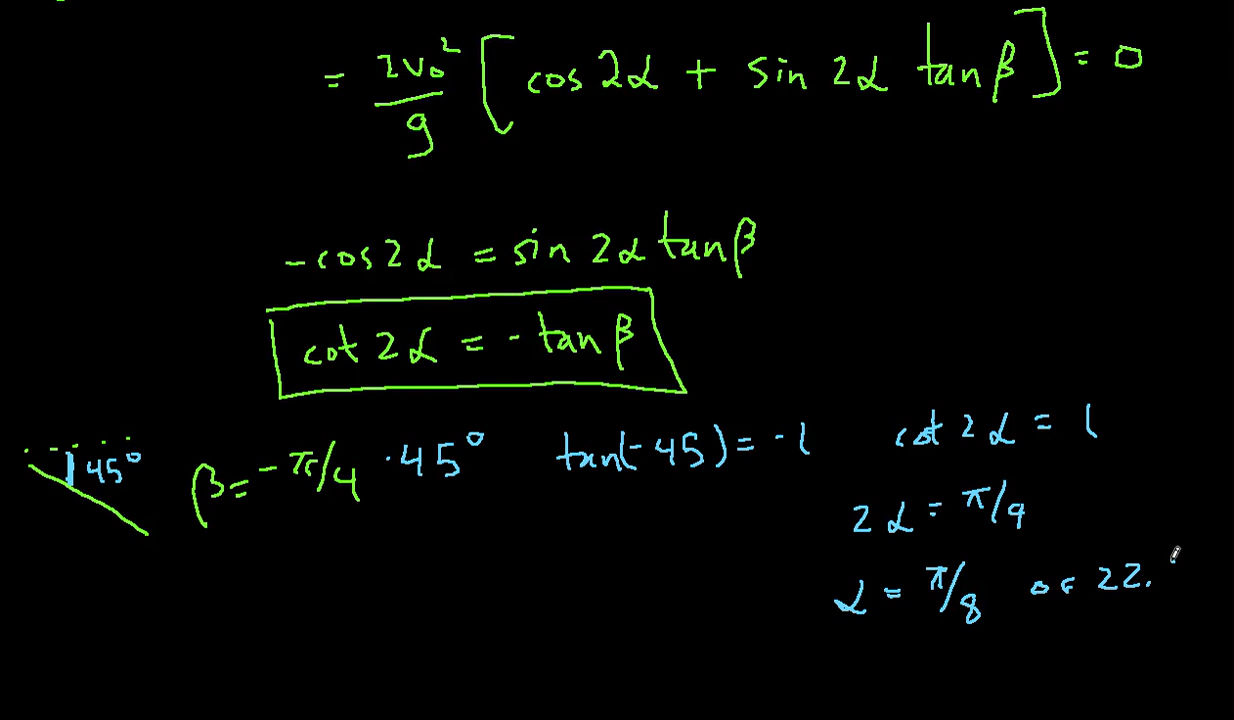 = 2v₀²/g [cos 2α + sin 2α tan β] = 0
-cos 2α = sin 2α tan β
cot 2α = - tan β
45° β = -π/4 · 45° tan(-45) = -1 cot 2α = 1
2α = π/4
α = π/8 or 22.